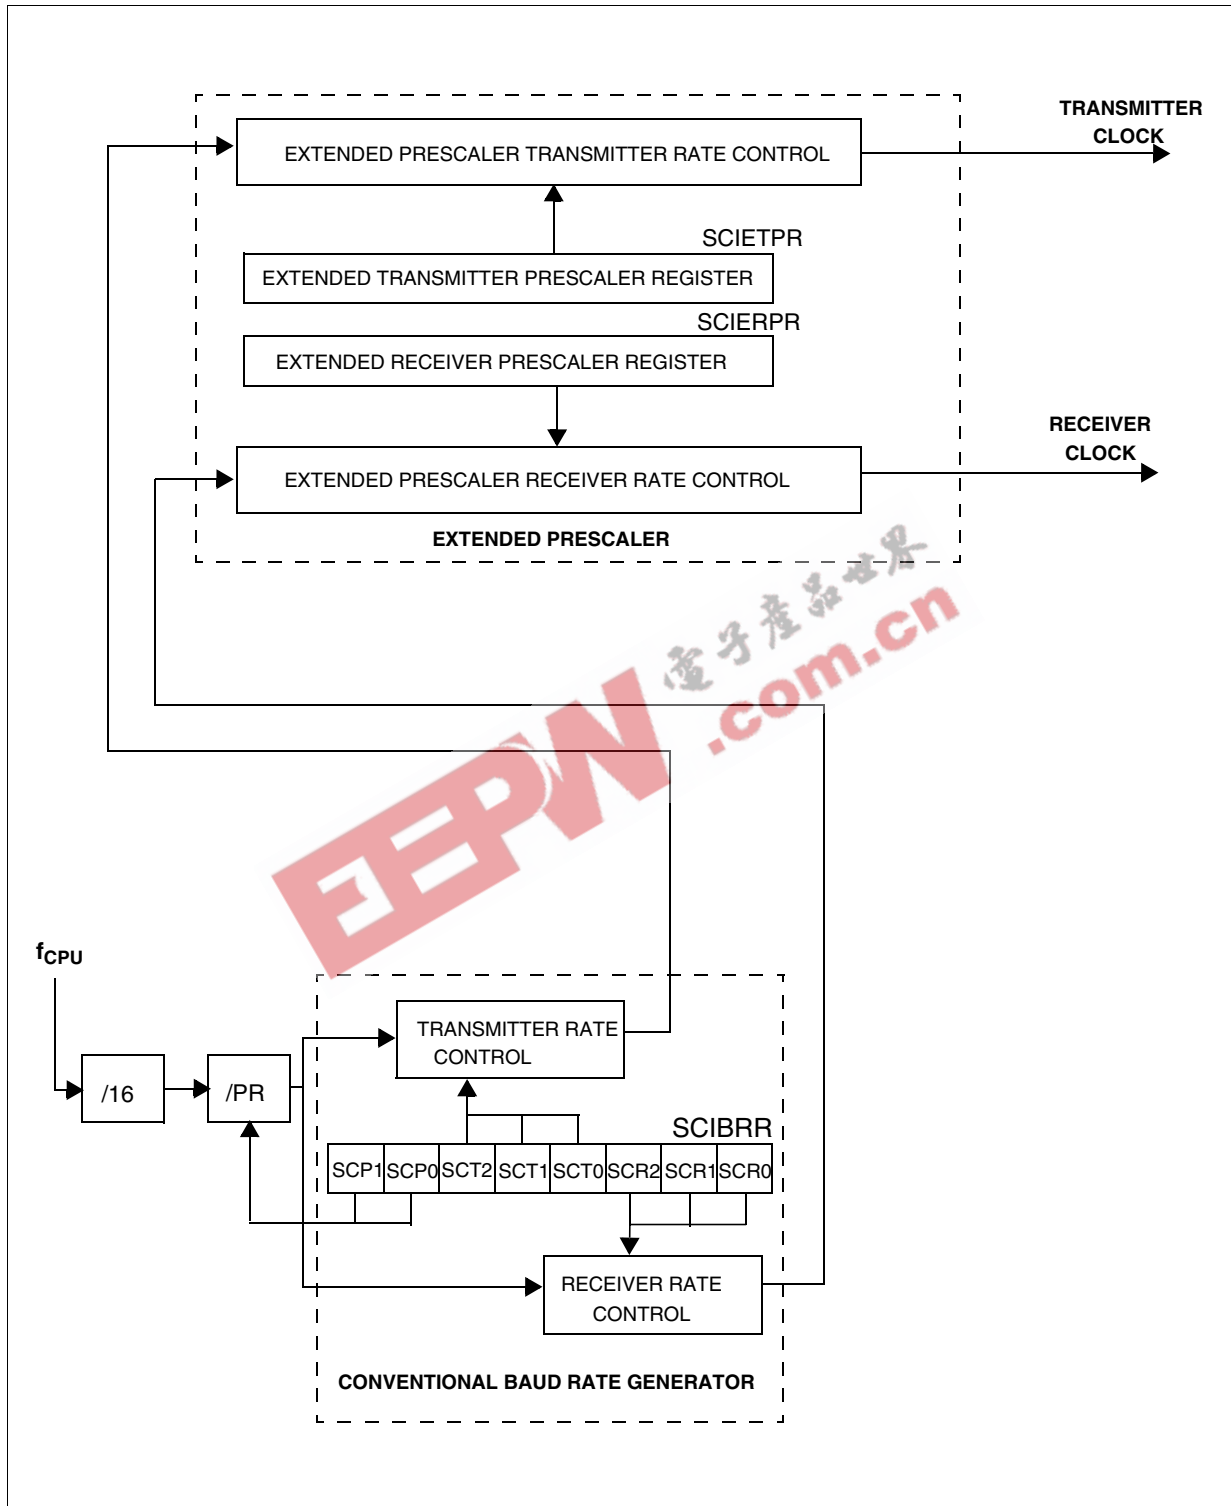 TRANSMITTER
CLOCK
EXTENDED PRESCALER TRANSMITTER RATE CONTROL
SCIETPR
EXTENDED TRANSMITTER PRESCALER REGISTER
SCIERPR
EXTENDED RECEIVER PRESCALER REGISTER
RECEIVER
CLOCK
EXTENDED PRESCALER RECEIVER RATE CONTROL
EXTENDED PRESCALER
電子產品世界
.com.cn
EEPW
fCPU
TRANSMITTER RATE
CONTROL
/16
/PR
SCIBRR
SCP1 SCP0 SCT2 SCT1 SCT0 SCR2 SCR1 SCR0
RECEIVER RATE
CONTROL
CONVENTIONAL BAUD RATE GENERATOR